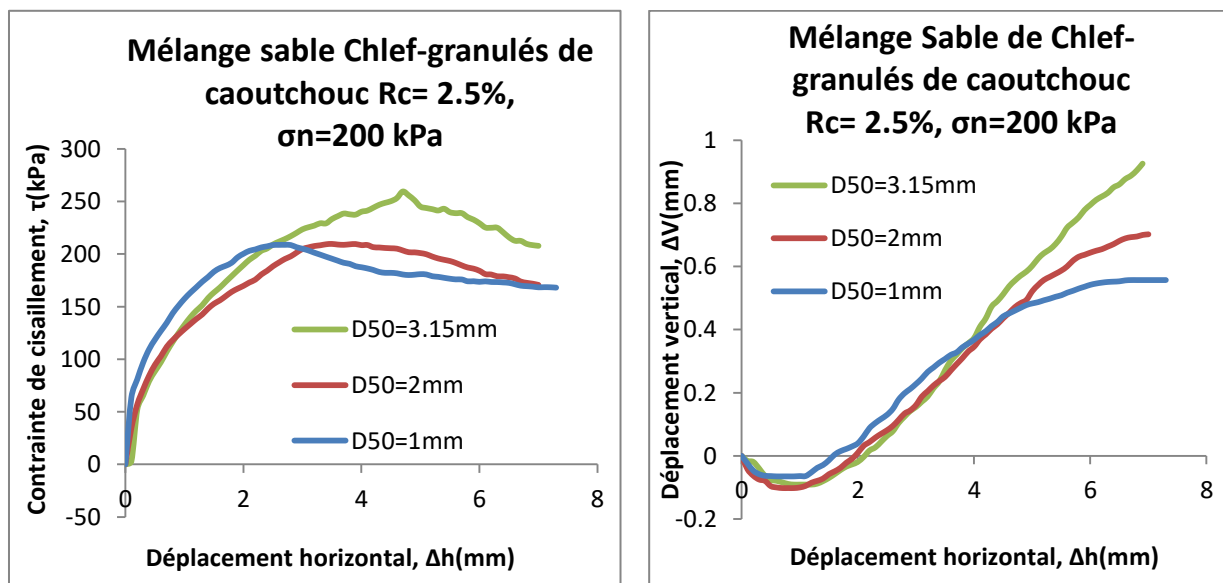 Mélange sable Chlef-granulés de
caoutchouc Rc= 2.5%,
σn=200 kPa
Contrainte de cisaillement, τ(kPa)
300
250
200
150
100
50
0
-50
0
2
4
6
8
D50=3.15mm
D50=2mm
D50=1mm
Déplacement horizontal, Δh(mm)
Mélange Sable de Chlef-
granulés de caoutchouc
Rc= 2.5%, σn=200 kPa
Déplacement vertical, ΔV(mm)
1
0.8
0.6
0.4
0.2
0
-0.2
0
2
4
6
8
D50=3.15mm
D50=2mm
D50=1mm
Déplacement horizontal, Δh(mm)